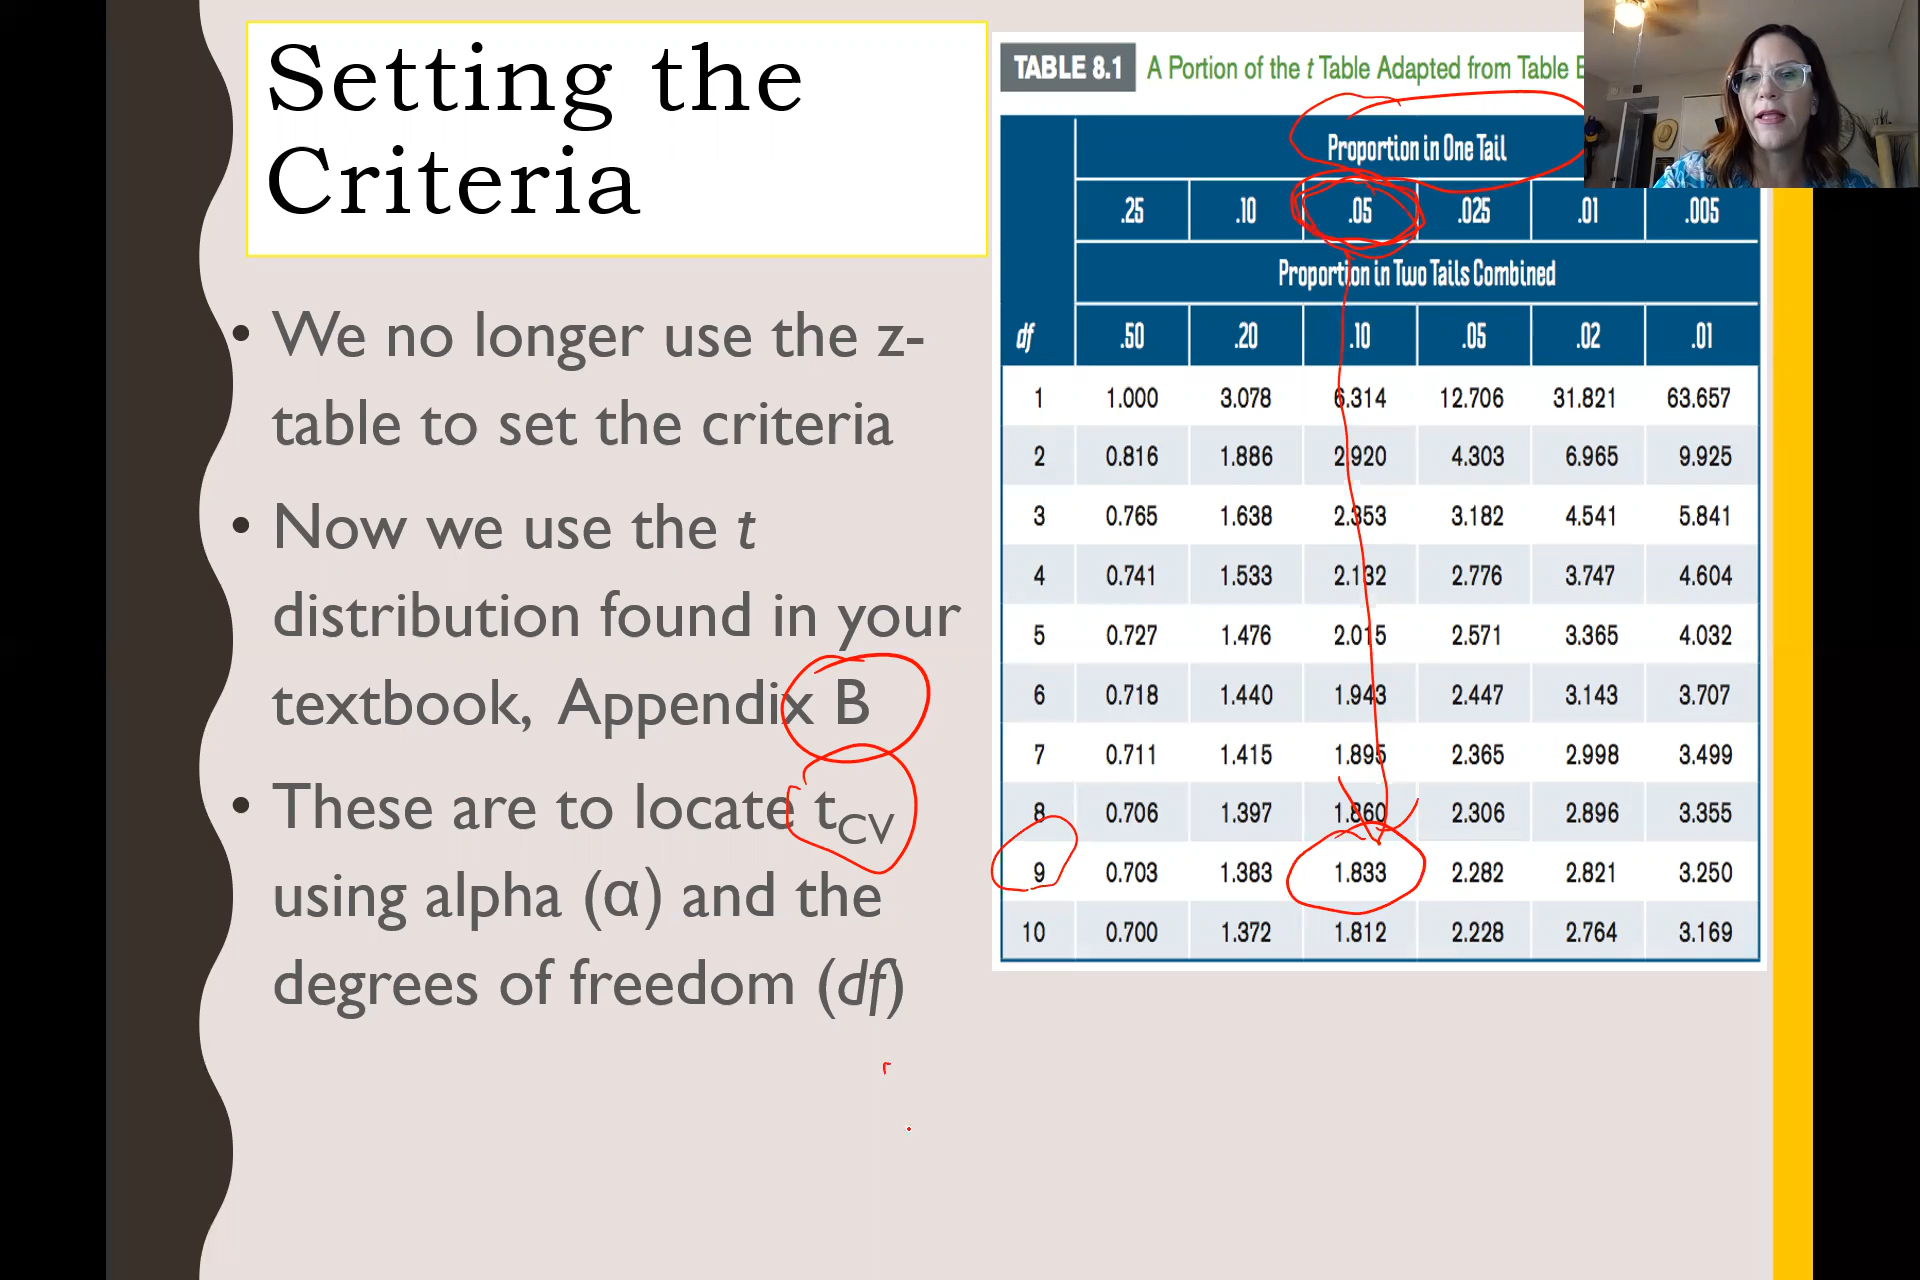 Setting the
Criteria
• We no longer use the z-
table to set the criteria
• Now we use the t
distribution found in your
textbook, Appendix B
• These are to locate tCV
using alpha (α) and the
degrees of freedom (df)
TABLE 8.1 A Portion of the t Table Adapted from Table
Proportion in One Tail
.25 .10 .05 .025 .01 .005
Proportion in Two Tails Combined
df .50 .20 .10 .05 .02 .01
1 1.000 3.078 6.314 12.706 31.821 63.657
2 0.816 1.886 2.920 4.303 6.965 9.925
3 0.765 1.638 2.353 3.182 4.541 5.841
4 0.741 1.533 2.132 2.776 3.747 4.604
5 0.727 1.476 2.015 2.571 3.365 4.032
6 0.718 1.440 1.943 2.447 3.143 3.707
7 0.711 1.415 1.895 2.365 2.998 3.499
8 0.706 1.397 1.860 2.306 2.896 3.355
9 0.703 1.383 1.833 2.282 2.821 3.250
10 0.700 1.372 1.812 2.228 2.764 3.169